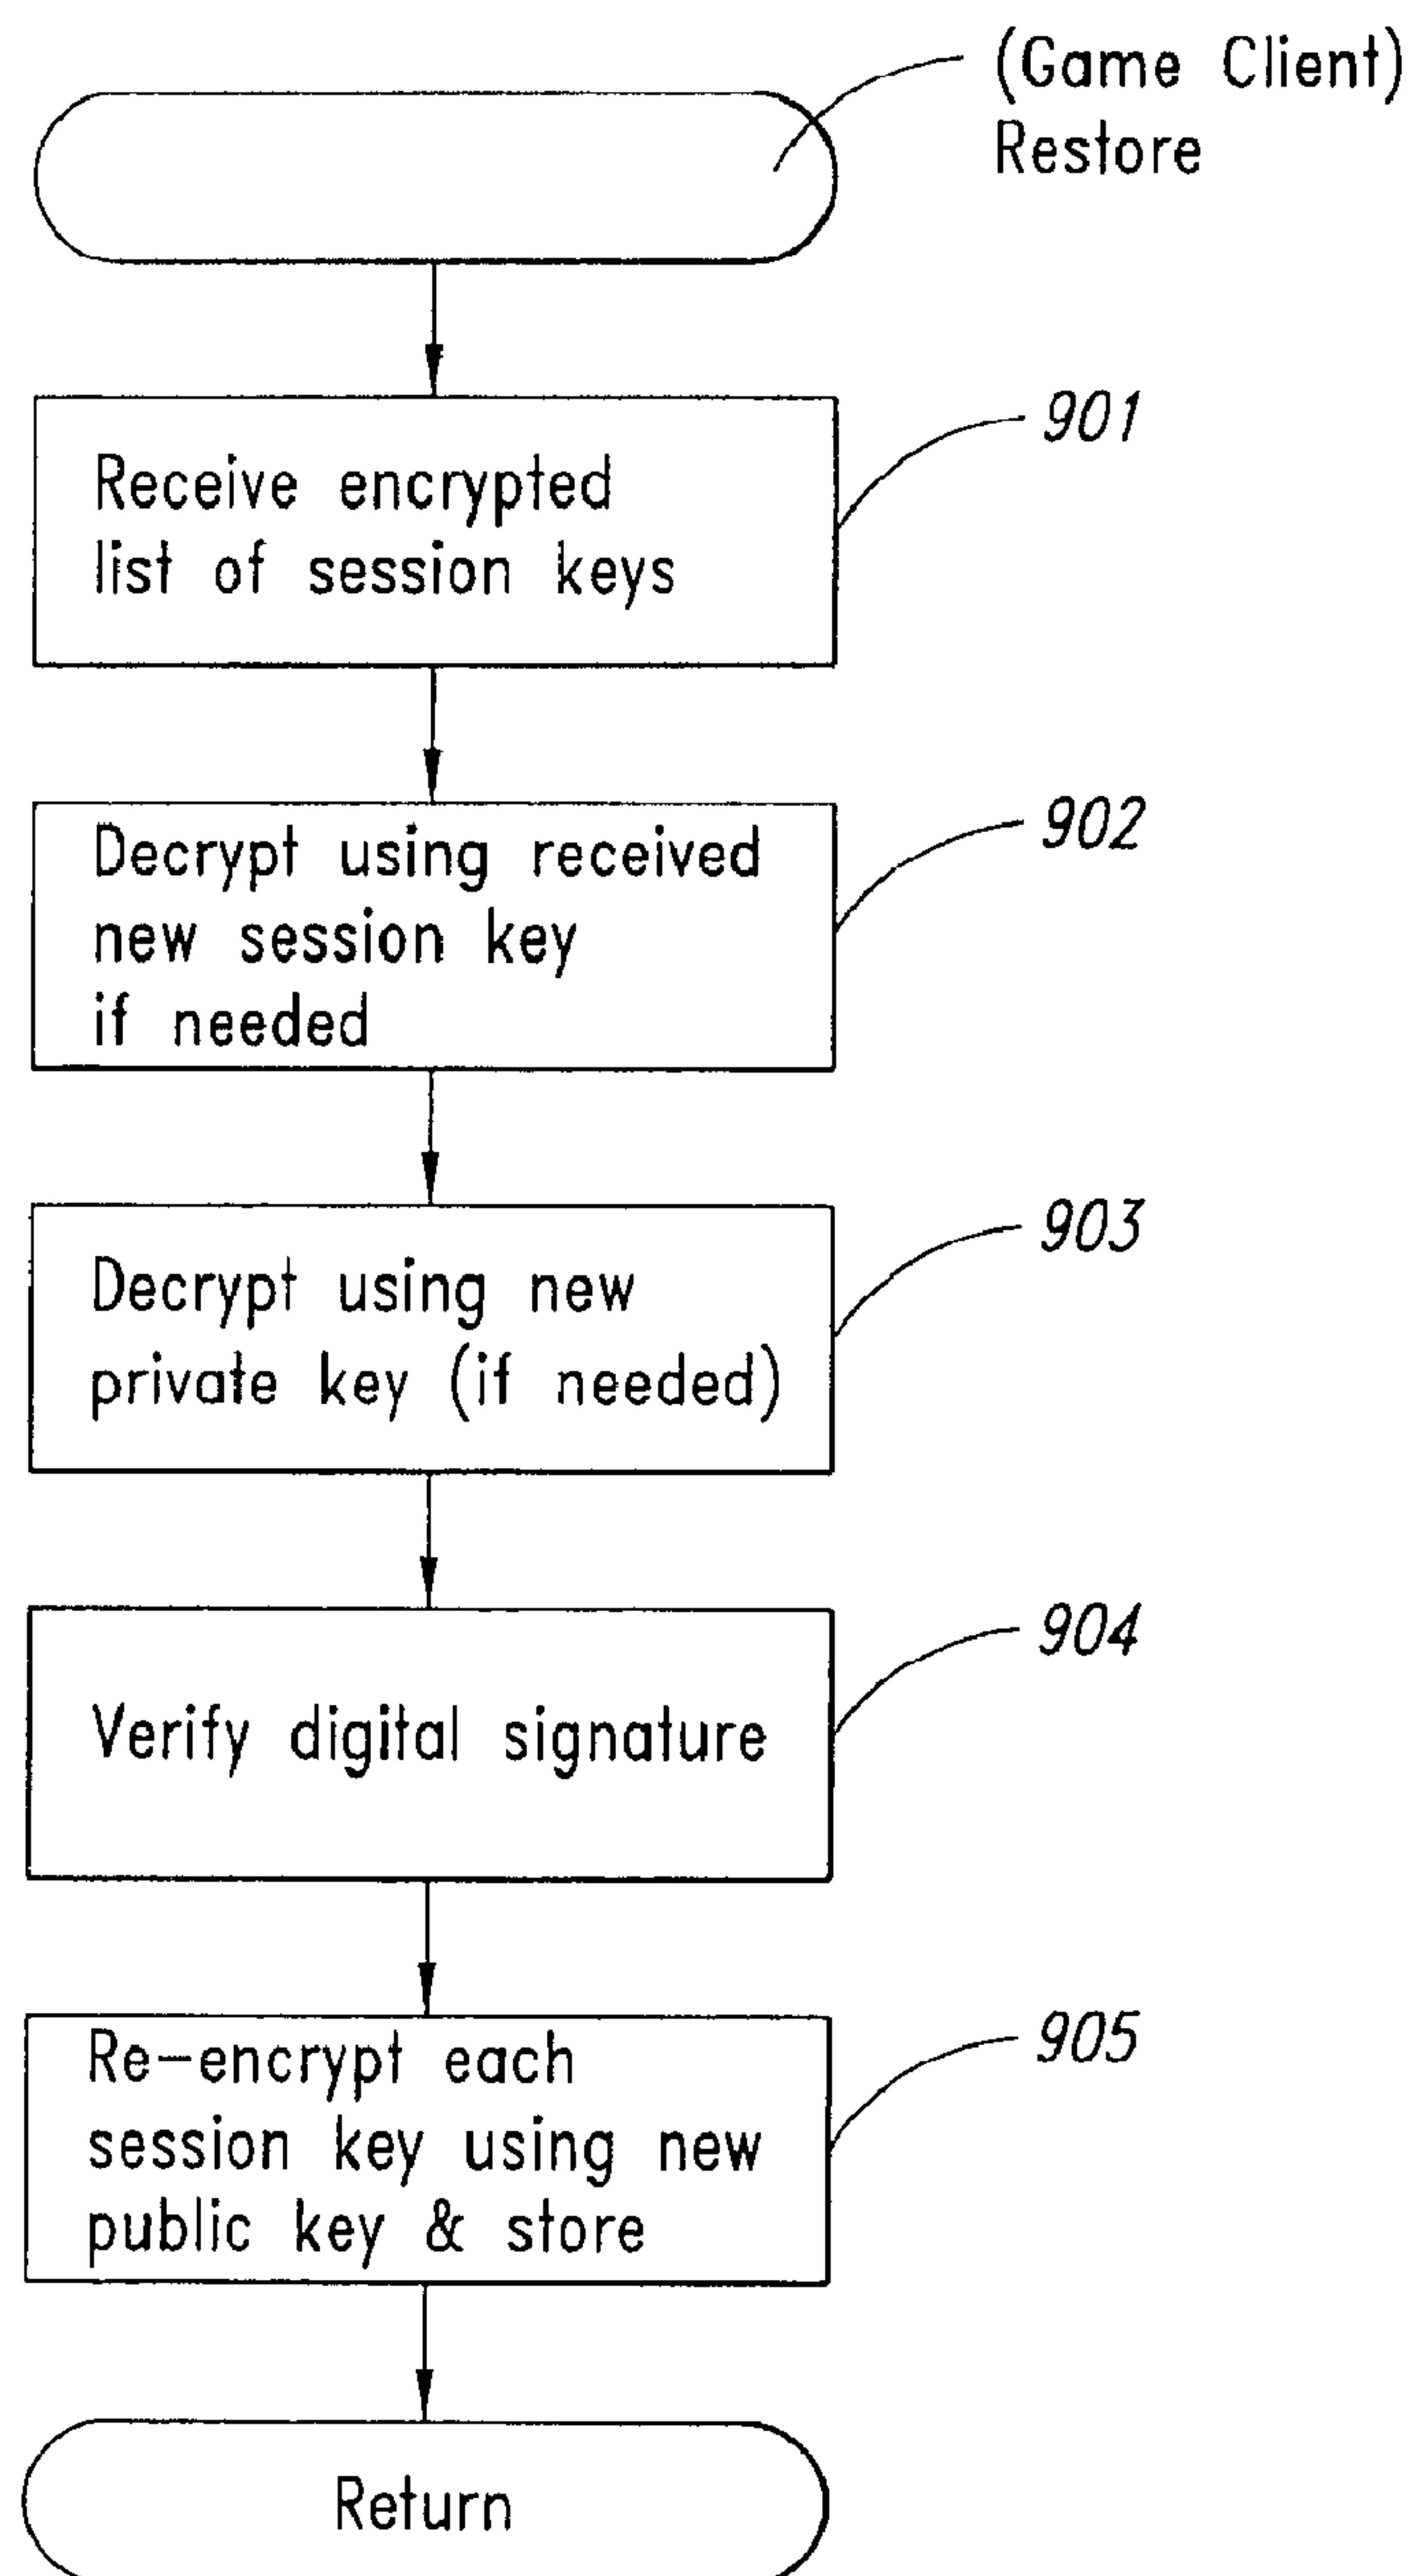 (Game Client)
Restore
901
Receive encrypted
list of session keys
902
Decrypt using received
new session key
if needed
903
Decrypt using new
private key (if needed)
904
Verify digital signature
905
Re-encrypt each
session key using new
public key & store
Return